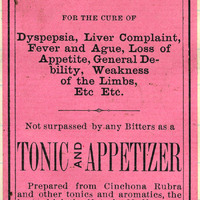 FOR THE CURE OF
Dyspepsia, Liver Complaint,
Fever and Ague, Loss of
Appetite, General De-
bility, Weakness
of the Limbs,
Etc Etc.
Not surpassed by any Bitters as a
TONIC AND APPETIZER
Prepared from Cinchona Rubra
and other tonics and aromatics, the